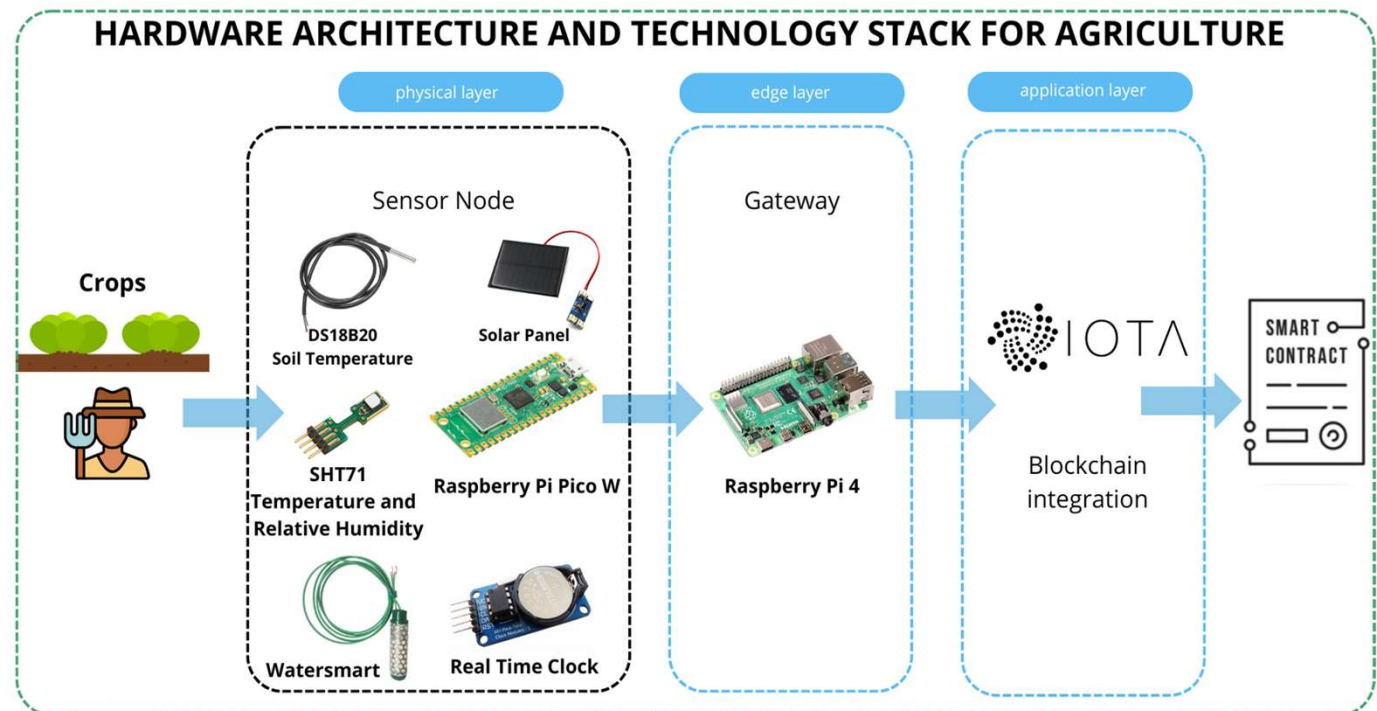 HARDWARE ARCHITECTURE AND TECHNOLOGY STACK FOR AGRICULTURE
physical layer
edge layer
application layer
Crops
Sensor Node
DS18B20
Soil Temperature
Solar Panel
SHT71
Temperature and
Relative Humidity
Raspberry Pi Pico W
Watersmart
Real Time Clock
Gateway
Raspberry Pi 4
IOTA
Blockchain
integration
SMART
CONTRACT